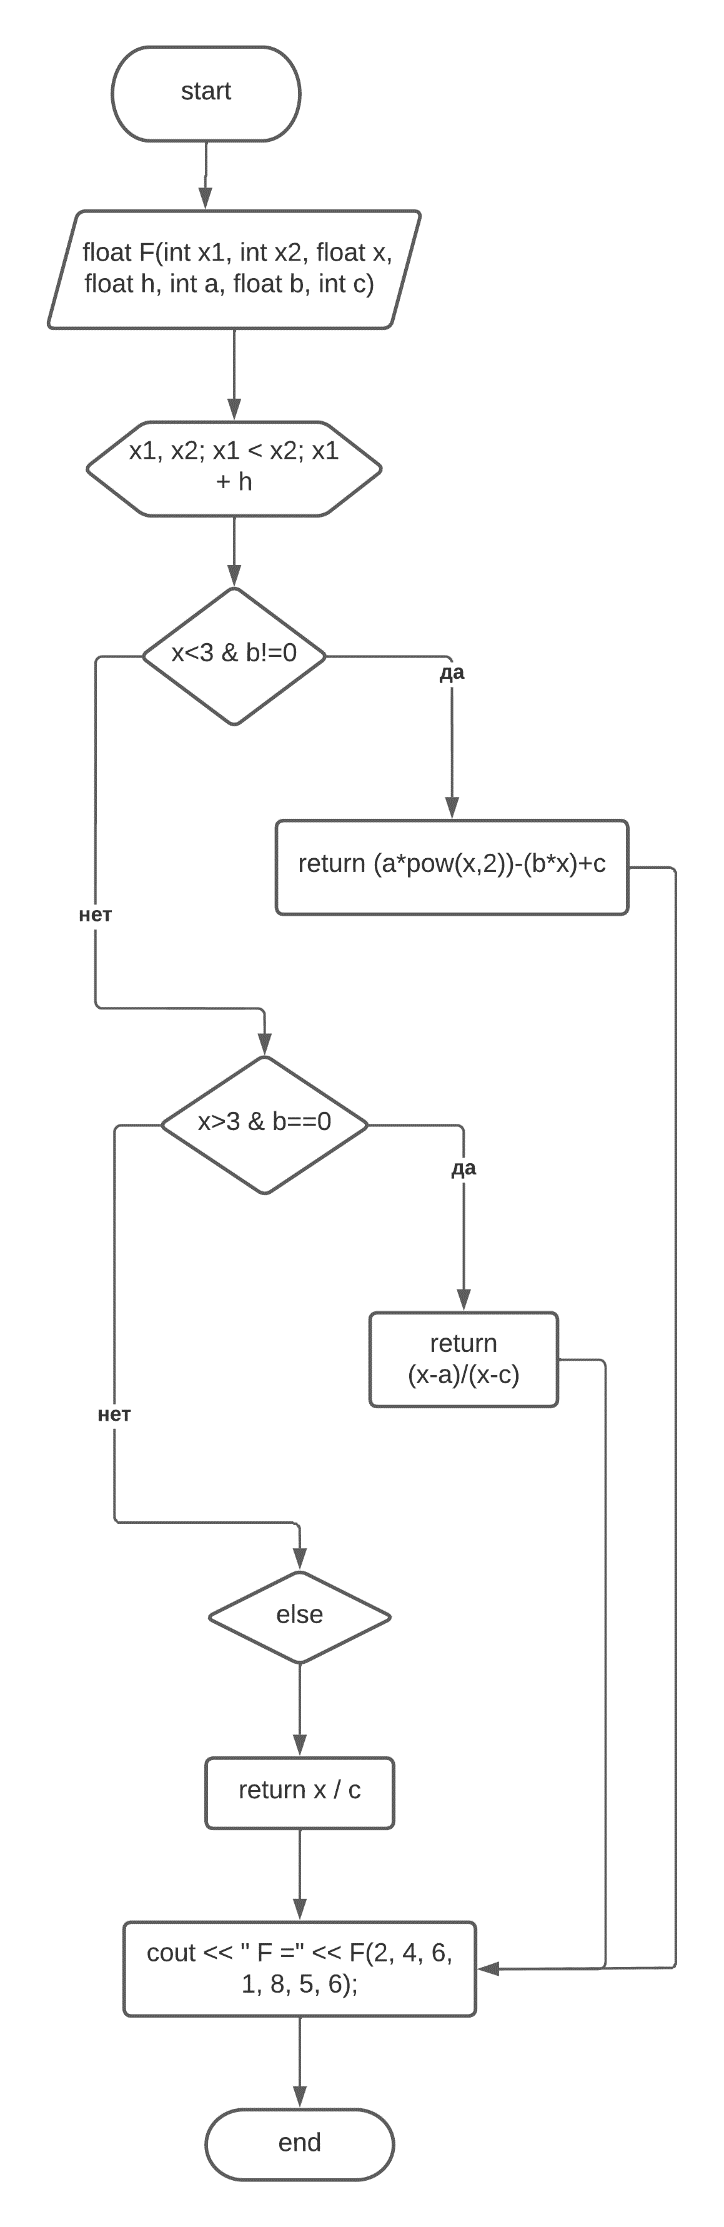 start
float F(int x1, int x2, float x,
float h, int a, float b, int c)
x1, x2; x1 < x2; x1
+ h
x<3 & b!=0
да
return (a*pow(x,2))-(b*x)+c
нет
x>3 & b==0
да
return
(x-a)/(x-c)
нет
else
return x / c
cout << " F =" << F(2, 4, 6,
1, 8, 5, 6);
end